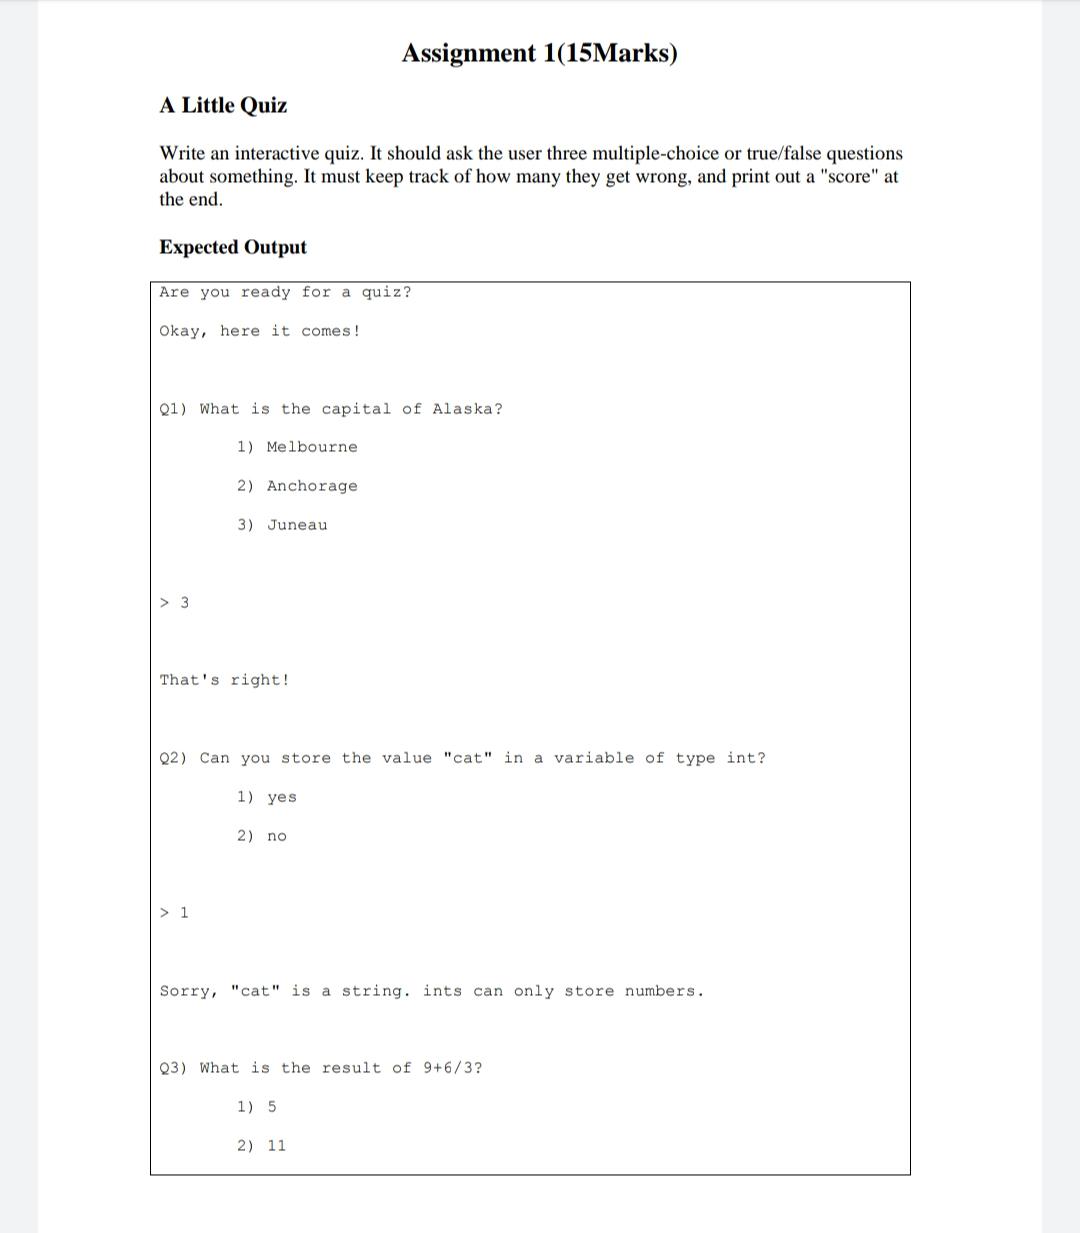 Assignment 1(15Marks)
A Little Quiz
Write an interactive quiz. It should ask the user three multiple-choice or true/false questions
about something. It must keep track of how many they get wrong, and print out a "score" at
the end.
Expected Output
Are you ready for a quiz?
Okay, here it comes!
Q1) What is the capital of Alaska?
1) Melbourne
2) Anchorage
3) Juneau
> 3
That's right!
Q2) Can you store the value "cat" in a variable of type int?
1) yes
2) no
> 1
Sorry, "cat" is a string. ints can only store numbers.
Q3) What is the result of 9+6/3?
1) 5
2) 11